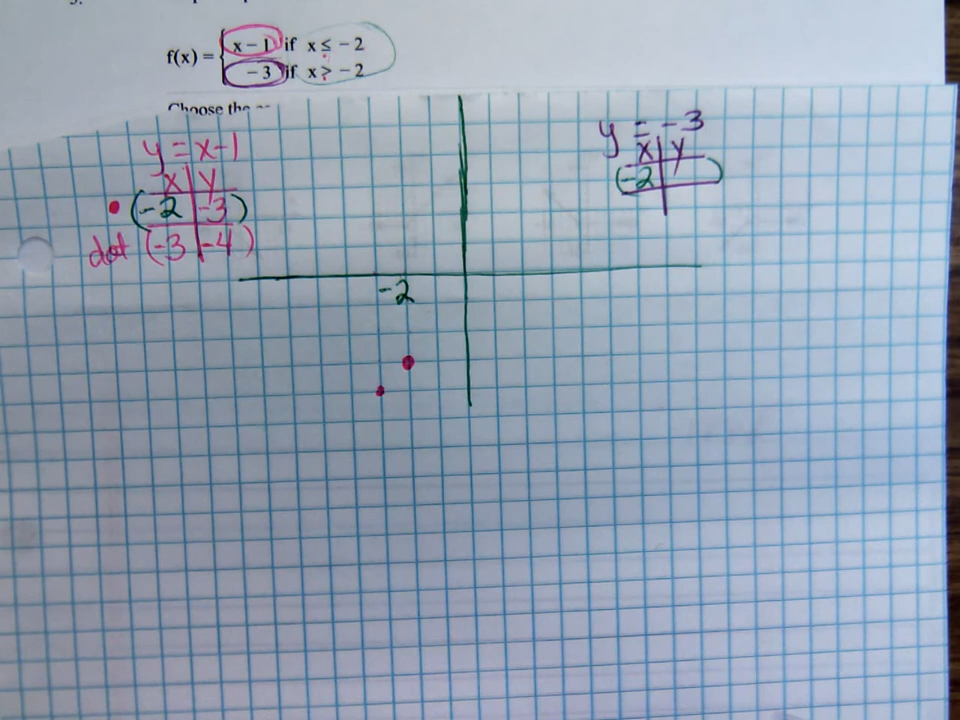 f(x) = { x − 1 if x ≤ − 2
− 3 if x > − 2
Choose the
y = x-1
x | y
(-2 | -3)
dot (-3 | -4)
y = -3
x | y
(-2 | )
-2